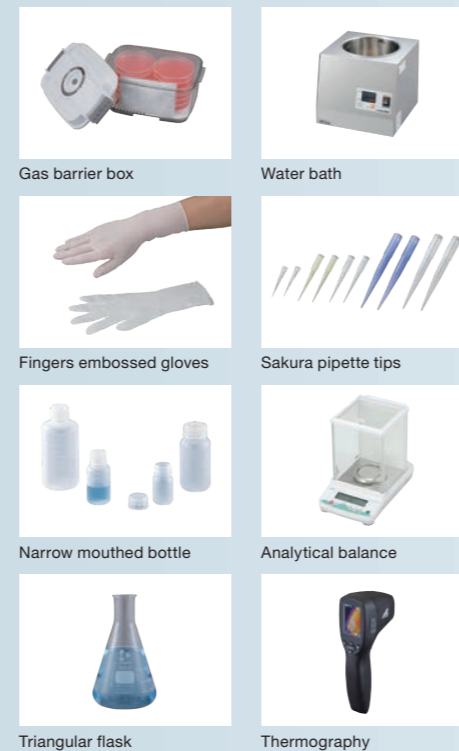 Gas barrier box
Water bath
Fingers embossed gloves
Sakura pipette tips
Narrow mouthed bottle
Analytical balance
Triangular flask
Thermography